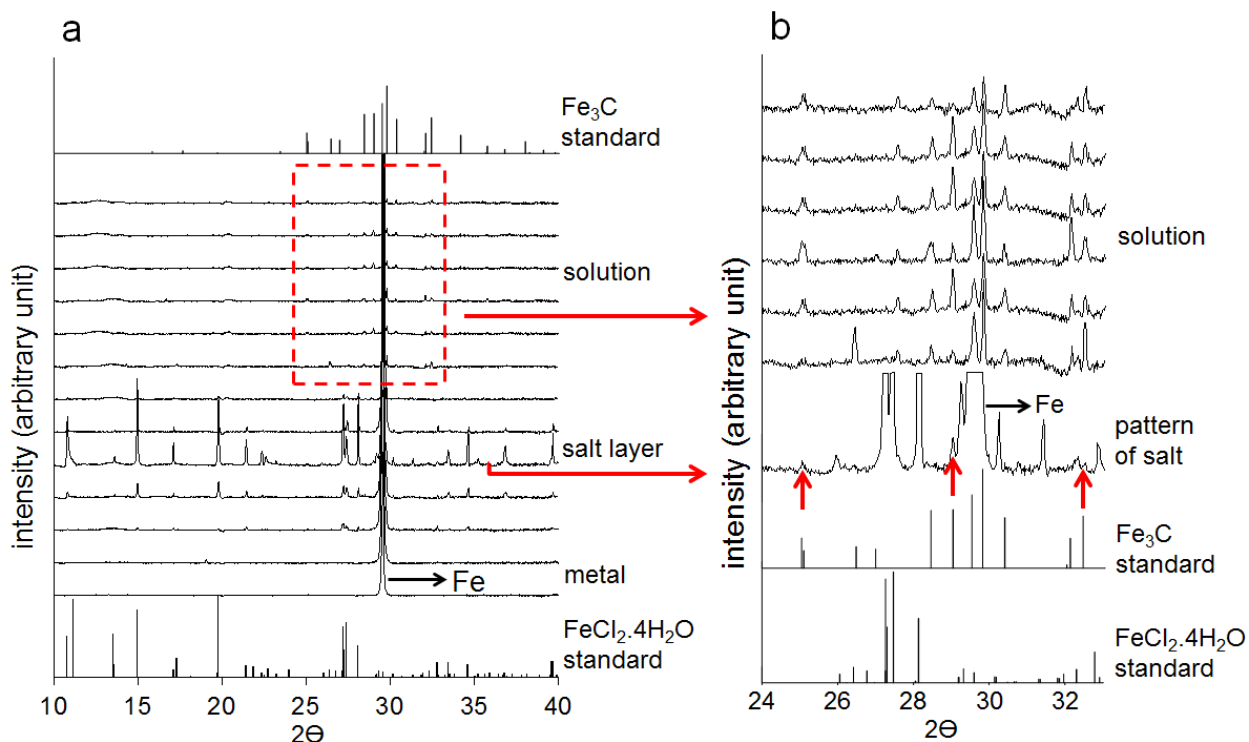 a
Fe₃C
standard
solution
salt layer
metal
Fe
FeCl₂.4H₂O
standard
intensity (arbitrary unit)
10 15 20 25 30 35 40
2Θ
b
solution
Fe
pattern
of salt
Fe₃C
standard
FeCl₂.4H₂O
standard
intensity (arbitrary unit)
24 26 28 30 32
2Θ